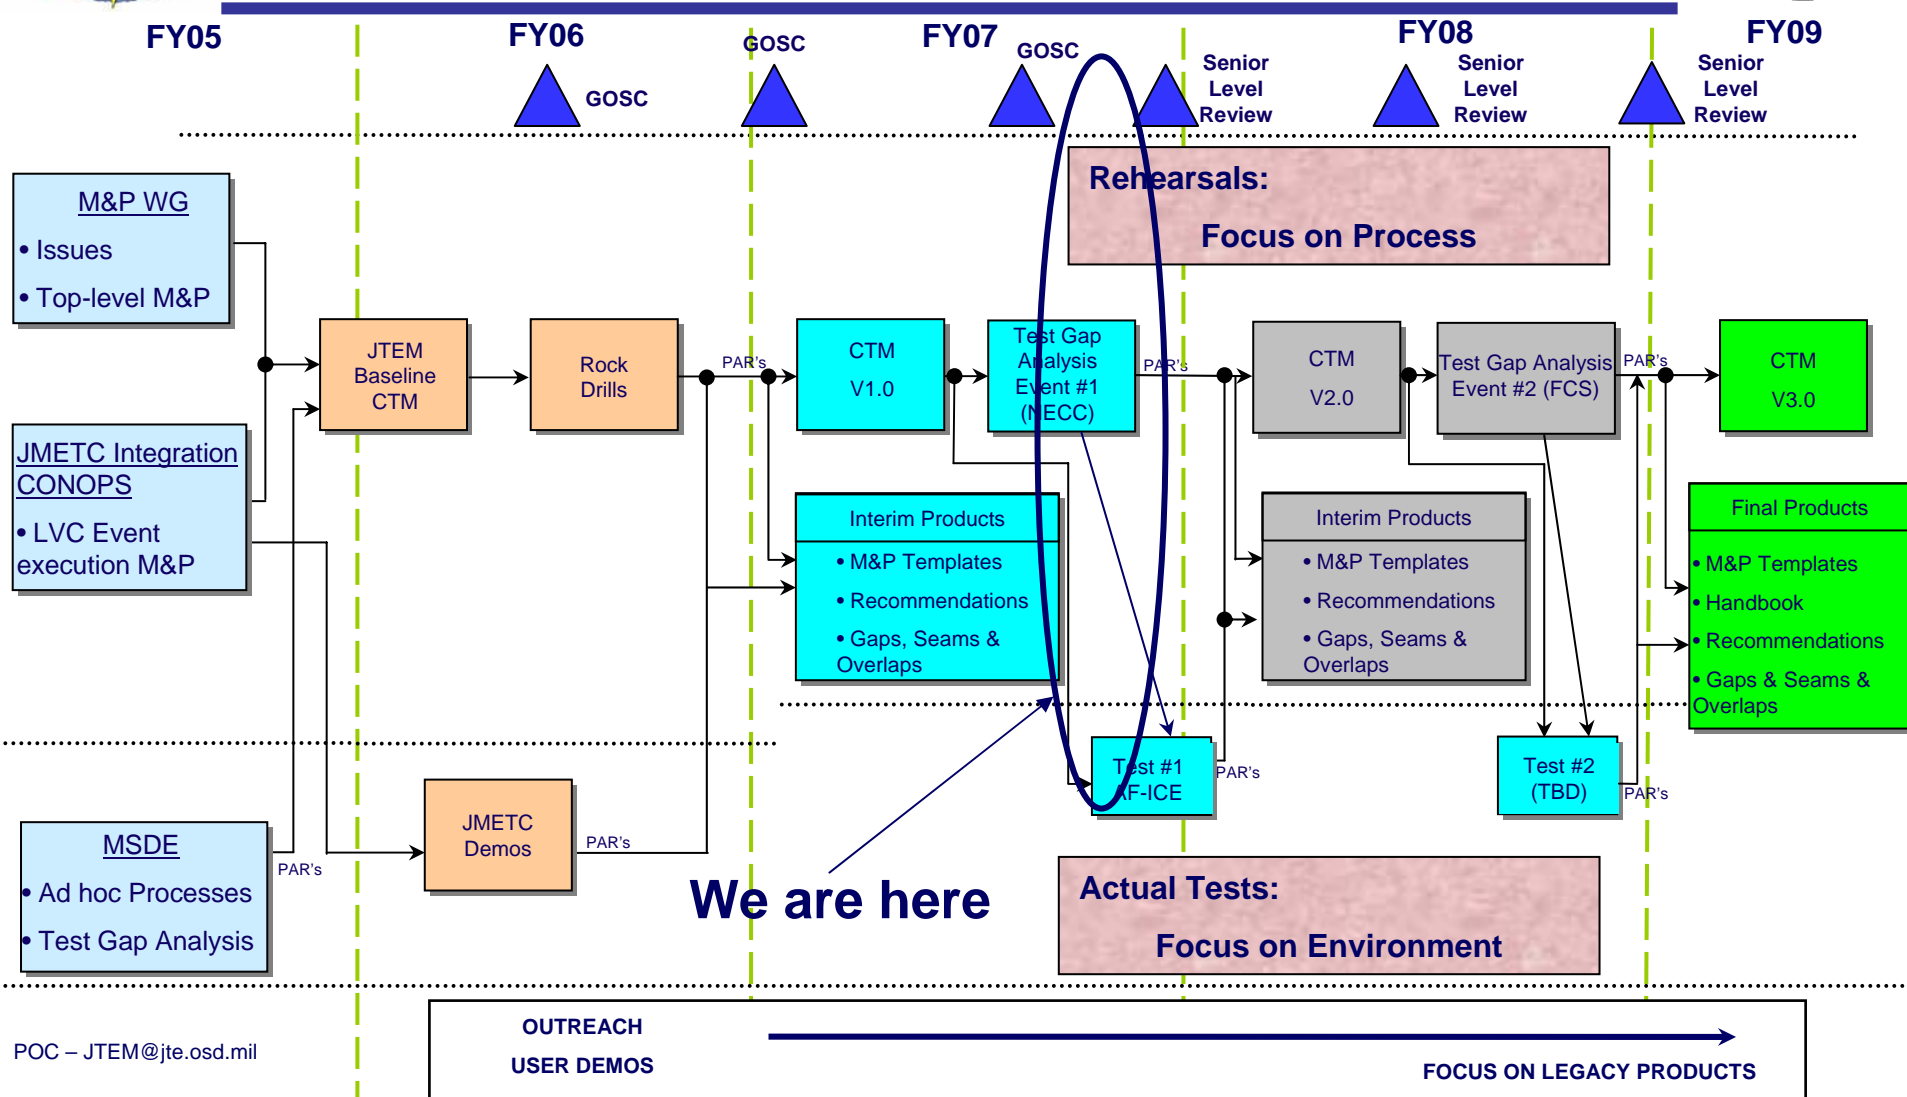 FY05
FY06
FY07
FY08
FY09
GOSC
GOSC
GOSC
Senior
Level
Review
Senior
Level
Review
Senior
Level
Review
Rehearsals:
Focus on Process
M&P WG
• Issues
• Top-level M&P
JMETC Integration
CONOPS
• LVC Event
execution M&P
MSDE
• Ad hoc Processes
• Test Gap Analysis
PAR's
JTEM
Baseline
CTM
Rock
Drills
PAR's
JMETC
Demos
PAR's
CTM
V1.0
Test Gap
Analysis
Event #1
(NECC)
PAR's
Interim Products
• M&P Templates
• Recommendations
• Gaps, Seams &
Overlaps
Test #1
AF-ICE
PAR's
CTM
V2.0
Test Gap Analysis
Event #2 (FCS)
PAR's
Interim Products
• M&P Templates
• Recommendations
• Gaps, Seams &
Overlaps
Test #2
(TBD)
PAR's
CTM
V3.0
Final Products
• M&P Templates
• Handbook
• Recommendations
• Gaps & Seams &
Overlaps
We are here
Actual Tests:
Focus on Environment
POC – JTEM@jte.osd.mil
OUTREACH
USER DEMOS
FOCUS ON LEGACY PRODUCTS